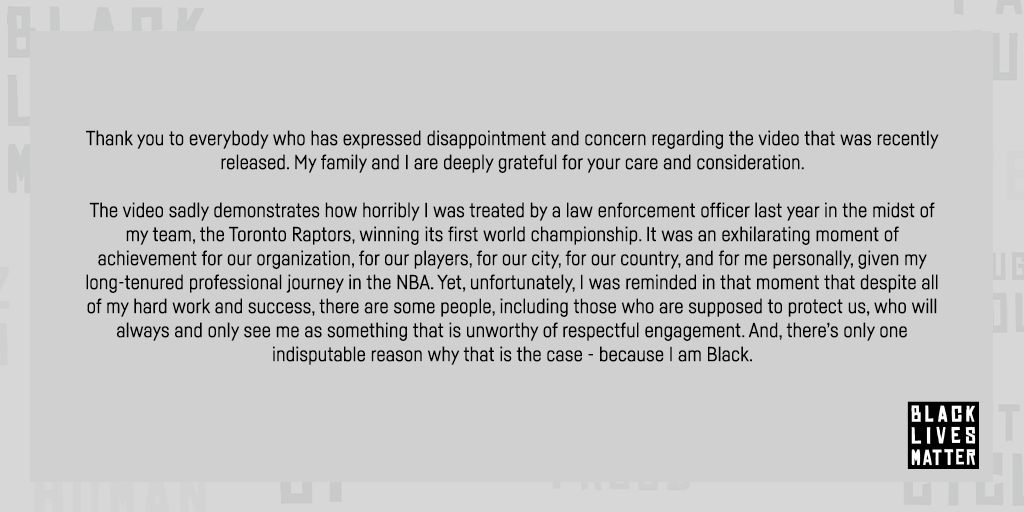 BLACK
Thank you to everybody who has expressed disappointment and concern regarding the video that was recently
released. My family and I are deeply grateful for your care and consideration.
The video sadly demonstrates how horribly I was treated by a law enforcement officer last year in the midst of
my team, the Toronto Raptors, winning its first world championship. It was an exhilarating moment of
achievement for our organization, for our players, for our city, for our country, and for me personally, given my
long-tenured professional journey in the NBA. Yet, unfortunately, I was reminded in that moment that despite all
of my hard work and success, there are some people, including those who are supposed to protect us, who will
always and only see me as something that is unworthy of respectful engagement. And, there's only one
indisputable reason why that is the case - because I am Black.
BLACK
LIVES
MATTER
HUMAN